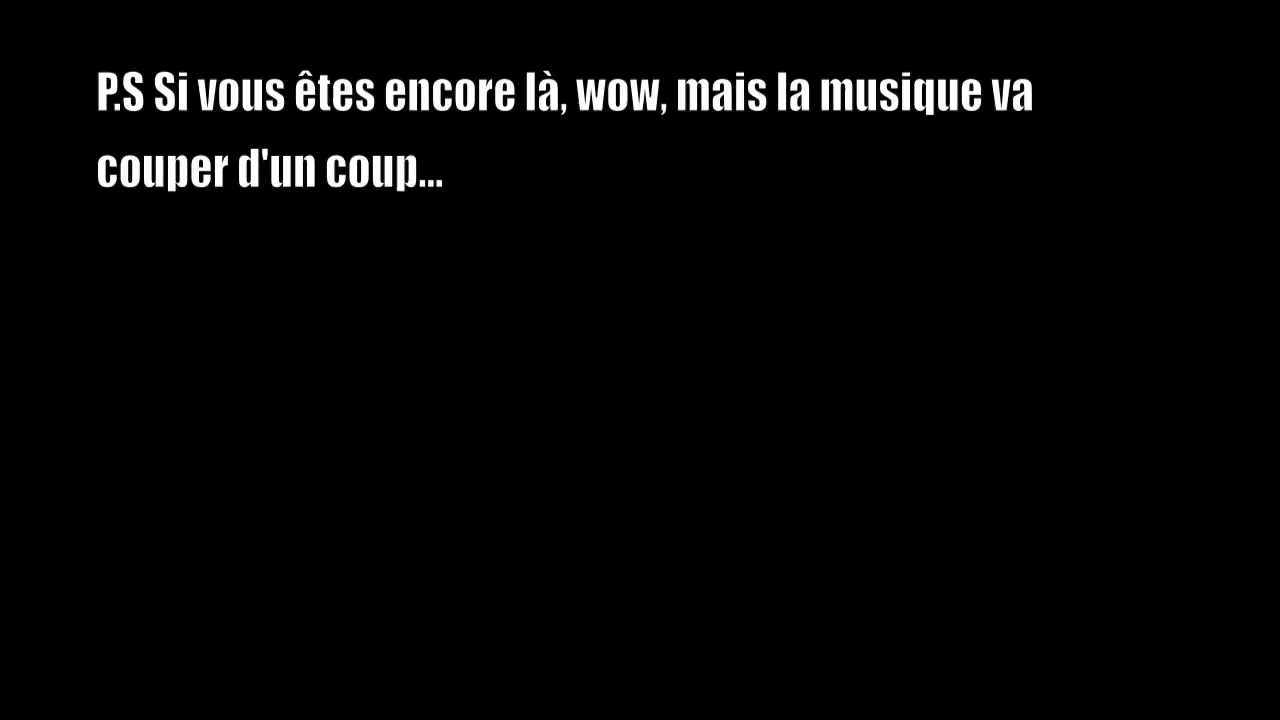 P.S Si vous êtes encore là, wow, mais la musique va
couper d'un coup...